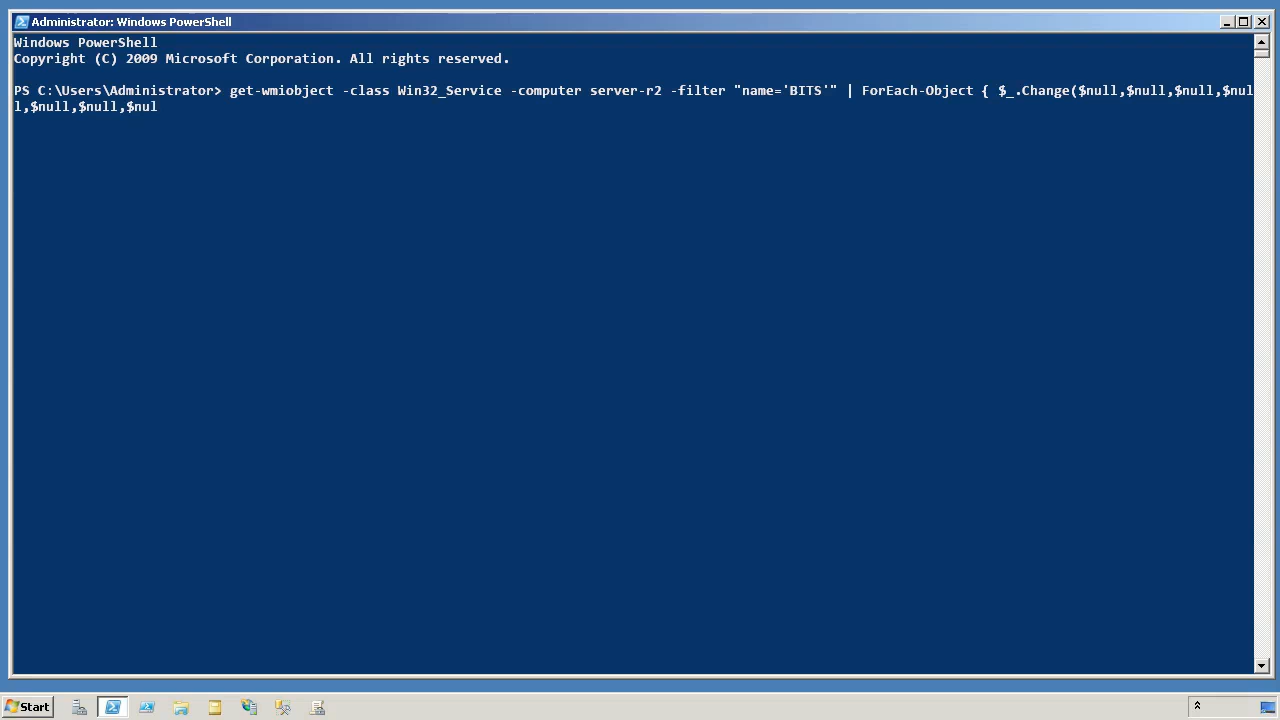 Administrator: Windows PowerShell
Windows PowerShell
Copyright (C) 2009 Microsoft Corporation. All rights reserved.
PS C:\Users\Administrator> get-wmiobject -class Win32_Service -computer server-r2 -filter "name='BITS'" | ForEach-Object { $_.Change($null,$null,$null,$nul
l,$null,$null,$nul
Start